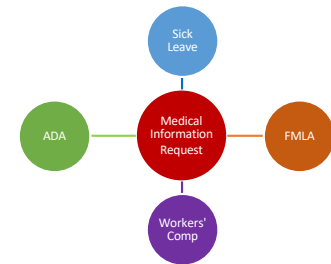 Sick
Leave
ADA
Medical
Information
Request
FMLA
Workers'
Comp